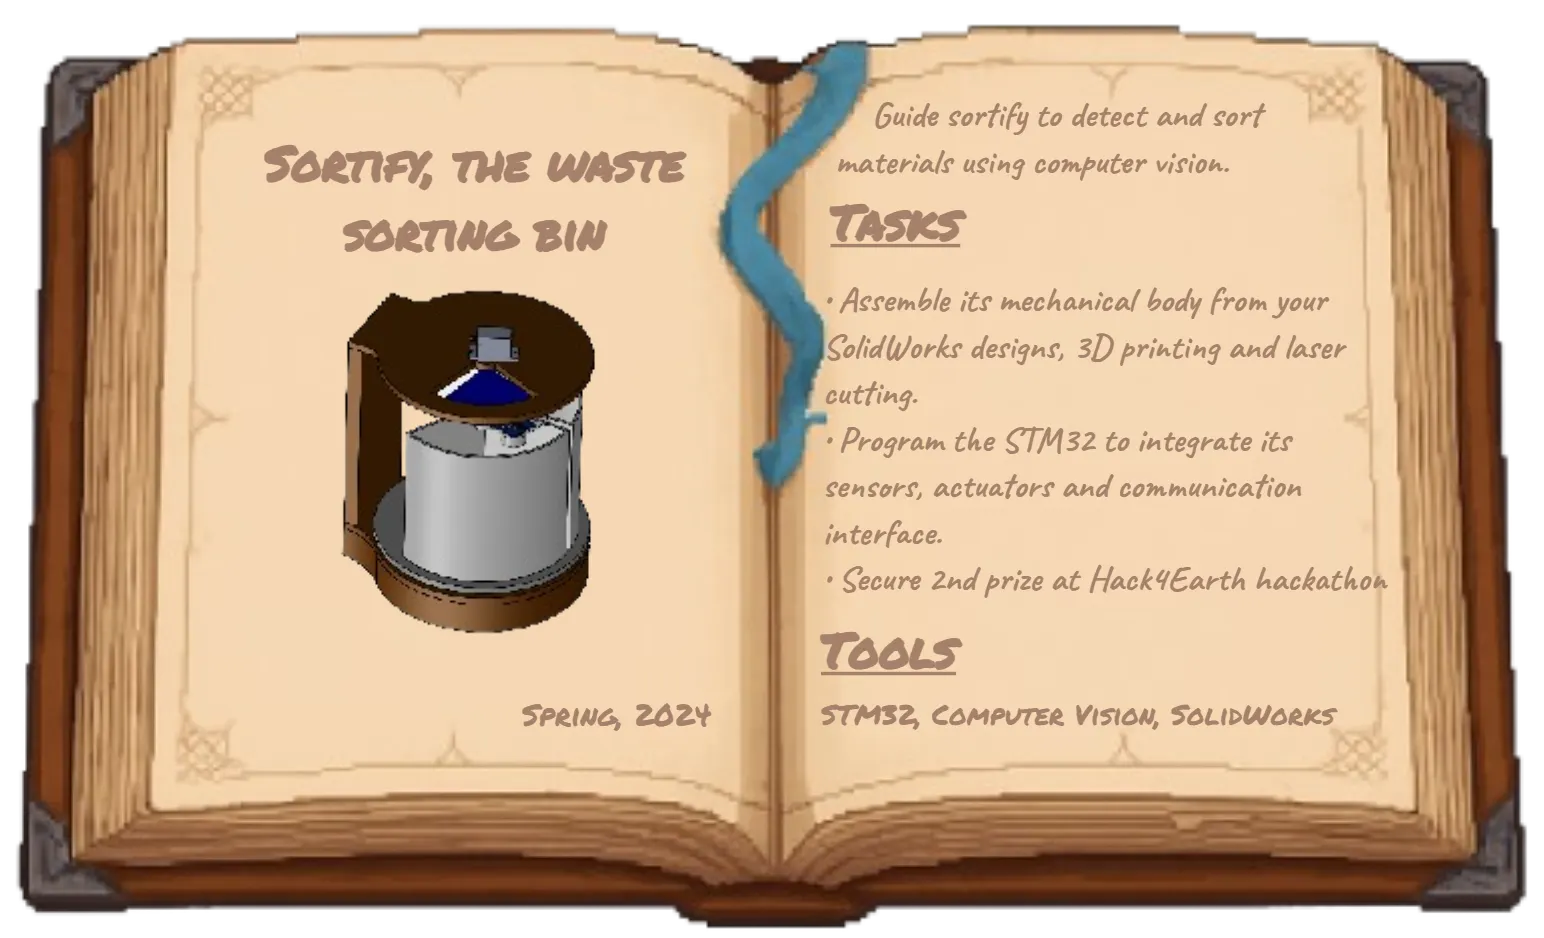 Sortify, the waste
sorting bin
Spring, 2024
Guide sortify to detect and sort
materials using computer vision.
Tasks
• Assemble its mechanical body from your
SolidWorks designs, 3D printing and laser
cutting.
• Program the STM32 to integrate its
sensors, actuators and communication
interface.
• Secure 2nd prize at Hack4Earth hackathon
Tools
STM32, Computer Vision, SolidWorks